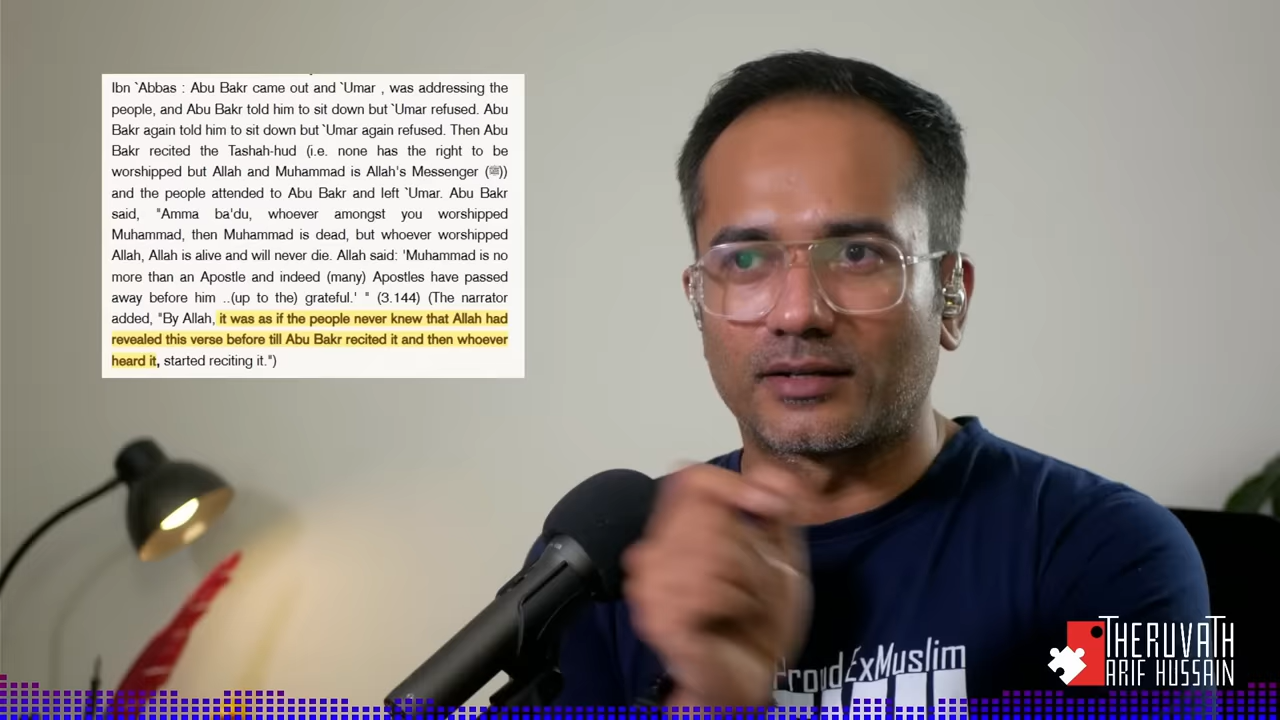 Ibn `Abbas : Abu Bakr came out and `Umar , was addressing the
people, and Abu Bakr told him to sit down but `Umar refused. Abu
Bakr again told him to sit down but `Umar again refused. Then Abu
Bakr recited the Tashah-hud (i.e. none has the right to be
worshipped but Allah and Muhammad is Allah's Messenger (ﷺ))
and the people attended to Abu Bakr and left `Umar. Abu Bakr
said, "Amma ba'du, whoever amongst you worshipped
Muhammad, then Muhammad is dead, but whoever worshipped
Allah, Allah is alive and will never die. Allah said: 'Muhammad is no
more than an Apostle and indeed (many) Apostles have passed
away before him ..(up to the) grateful.' " (3.144) (The narrator
added, "By Allah, it was as if the people never knew that Allah had
revealed this verse before till Abu Bakr recited it and then whoever
heard it, started reciting it.")
Proud ExMuslim
THERUVATH
ARIF HUSSAIN